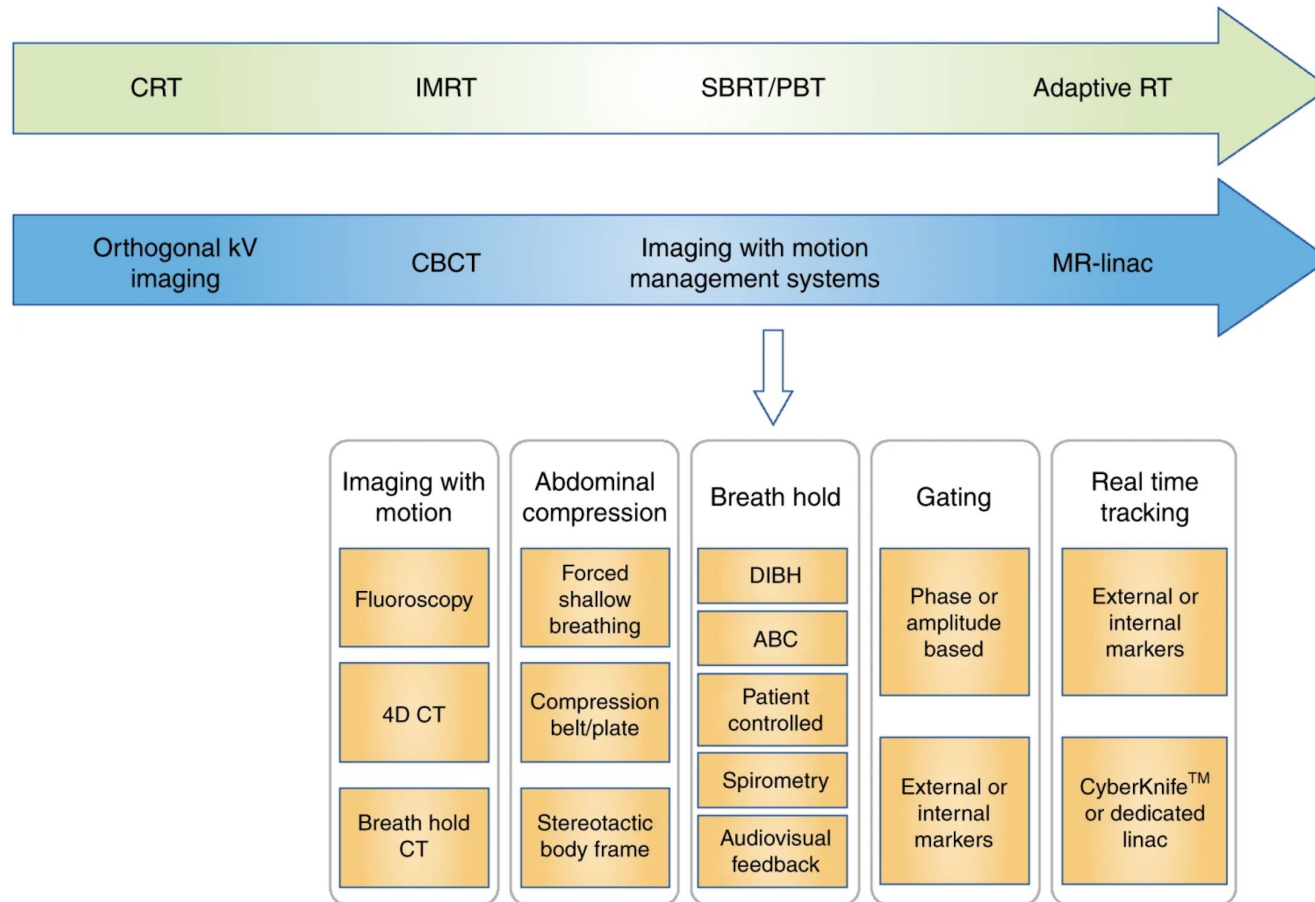 CRT
IMRT
SBRT/PBT
Adaptive RT
Orthogonal kV
imaging
CBCT
Imaging with motion
management systems
MR-linac
Imaging with
motion
Fluoroscopy
4D CT
Breath hold
CT
Abdominal
compression
Forced
shallow
breathing
Compression
belt/plate
Stereotactic
body frame
Breath hold
DIBH
ABC
Patient
controlled
Spirometry
Audiovisual
feedback
Gating
Phase or
amplitude
based
External or
internal
markers
Real time
tracking
External or
internal
markers
CyberKnife™
or dedicated
linac